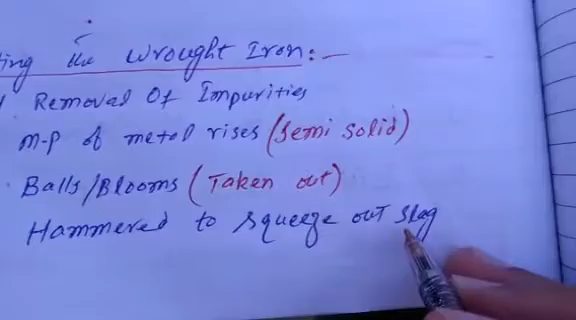 the Wrought Iron:-
Removal Of Impurities
M.P of metal rises (Semi Solid)
Balls/Blooms (Taken out)
Hammered to squeeze out slag